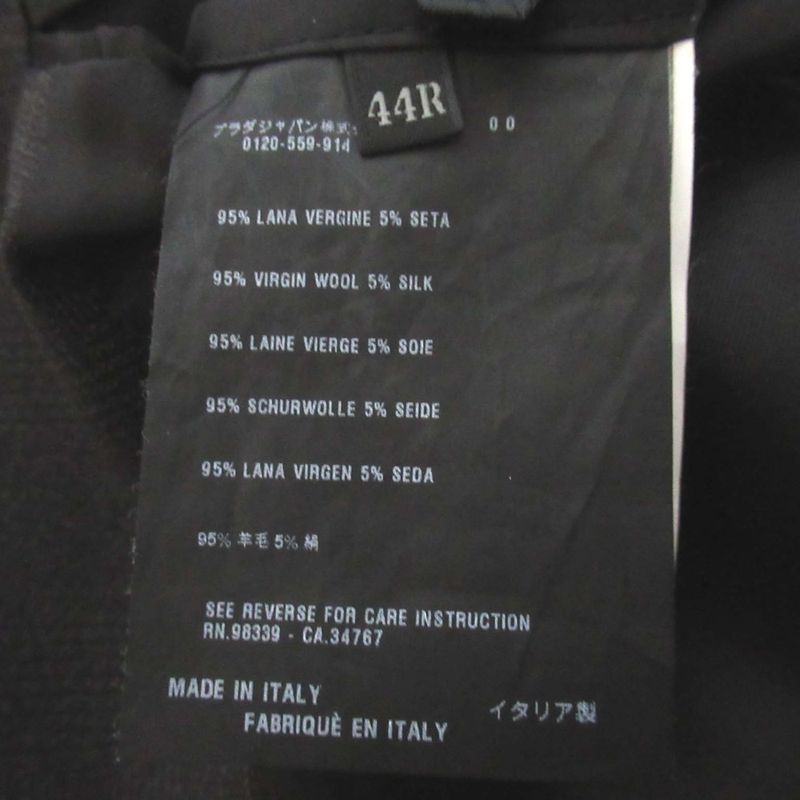 44R
プラダジャパン株式
00
0120-559-914
95% LANA VERGINE 5% SETA
95% VIRGIN WOOL 5% SILK
95% LAINE VIERGE 5% SOIE
95% SCHURWOLLE 5% SEIDE
95% LANA VIRGEN 5% SEDA
95% 羊毛 5% 絹
SEE REVERSE FOR CARE INSTRUCTION
RN.98339 - CA.34767
MADE IN ITALY
FABRIQUÈ EN ITALY
イタリア製